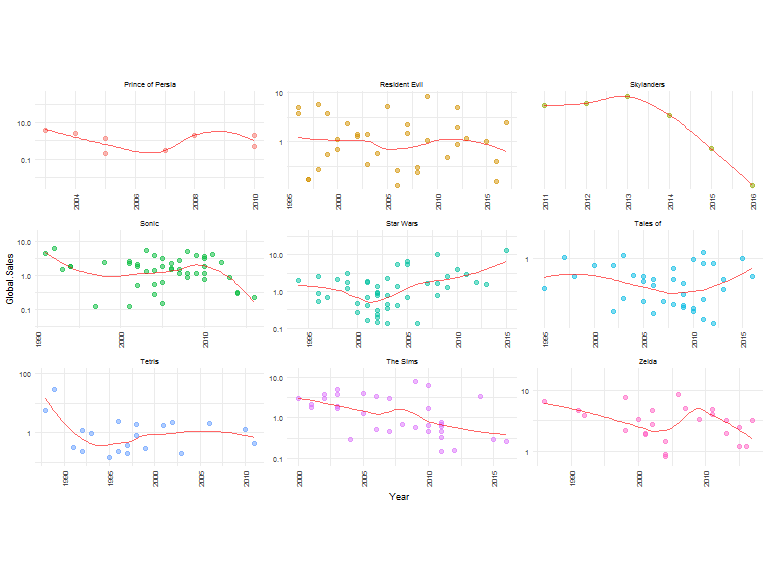 Prince of Persia Resident Evil Skylanders
10.0
0.1
2004 2006 2008 2010
10
1
1995 2000 2005 2010 2015
2011 2012 2013 2014 2015 2016
Sonic Star Wars Tales of
Global.Sales
10.0
1.0
0.1
1990 2000 2010
10.0
1.0
0.1
1995 2000 2005 2010 2015
1
1995 2000 2005 2010 2015
Tetris The Sims Zelda
100
1
1990 1995 2000 2005 2010
10.0
1.0
0.1
2000 2005 2010 2015
10
1
1990 2000 2010
Year